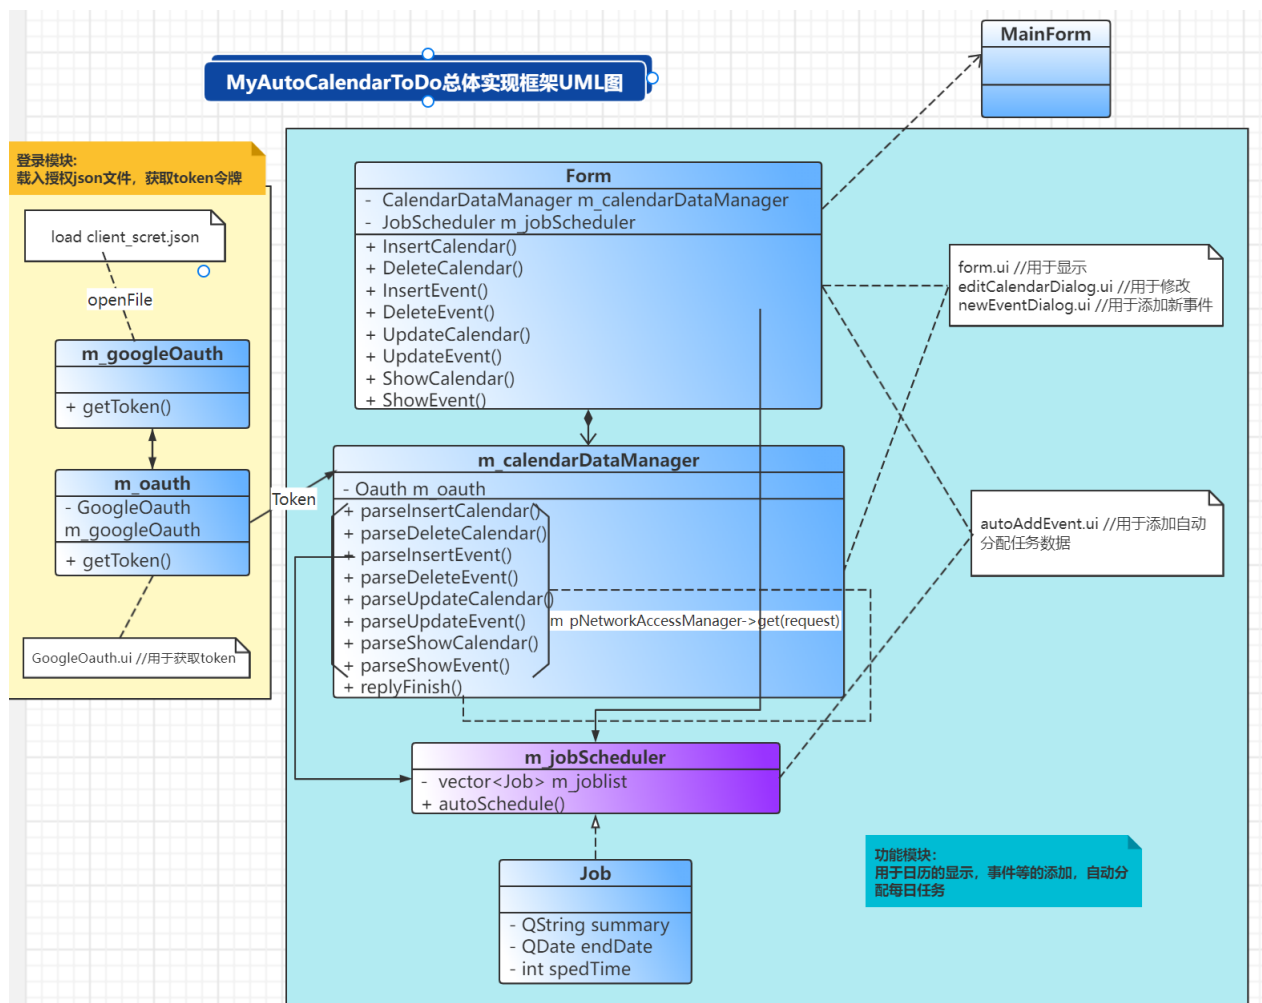 MainForm
MyAutoCalendarToDo总体实现框架UML图
登录模块:
载入授权json文件，获取token令牌
load client_scret.json
openFile
m_googleOauth
+ getToken()
m_oauth
- GoogleOauth
m_googleOauth
+ getToken()
GoogleOauth.ui //用于获取token
Token
Form
- CalendarDataManager m_calendarDataManager
- JobScheduler m_jobScheduler
+ InsertCalendar()
+ DeleteCalendar()
+ InsertEvent()
+ DeleteEvent()
+ UpdateCalendar()
+ UpdateEvent()
+ ShowCalendar()
+ ShowEvent()
form.ui //用于显示
editCalendarDialog.ui //用于修改
newEventDialog.ui //用于添加新事件
m_calendarDataManager
- Oauth m_oauth
+ parseInsertCalendar()
+ parseDeleteCalendar()
+ parseInsertEvent()
+ parseDeleteEvent()
+ parseUpdateCalendar()
+ parseUpdateEvent()
+ parseShowCalendar()
+ parseShowEvent()
+ replyFinish()
m_pNetworkAccessManager->get(request)
autoAddEvent.ui //用于添加自动
分配任务数据
m_jobScheduler
- vector<Job> m_joblist
+ autoSchedule()
Job
- QString summary
- QDate endDate
- int spedTime
功能模块：
用于日历的显示，事件等的添加，自动分
配每日任务